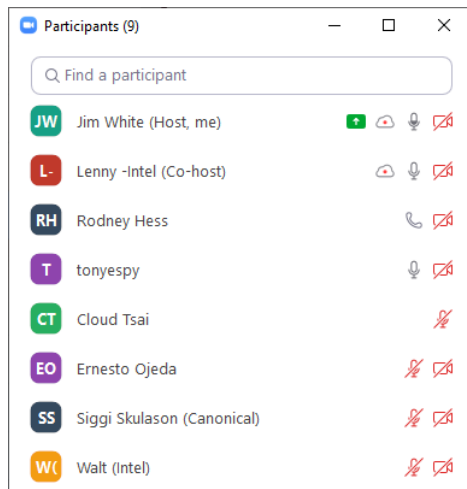 Participants (9)
Find a participant
JW Jim White (Host, me)
L- Lenny -Intel (Co-host)
RH Rodney Hess
T tonyespy
CT Cloud Tsai
EO Ernesto Ojeda
SS Siggi Skulason (Canonical)
W( Walt (Intel)